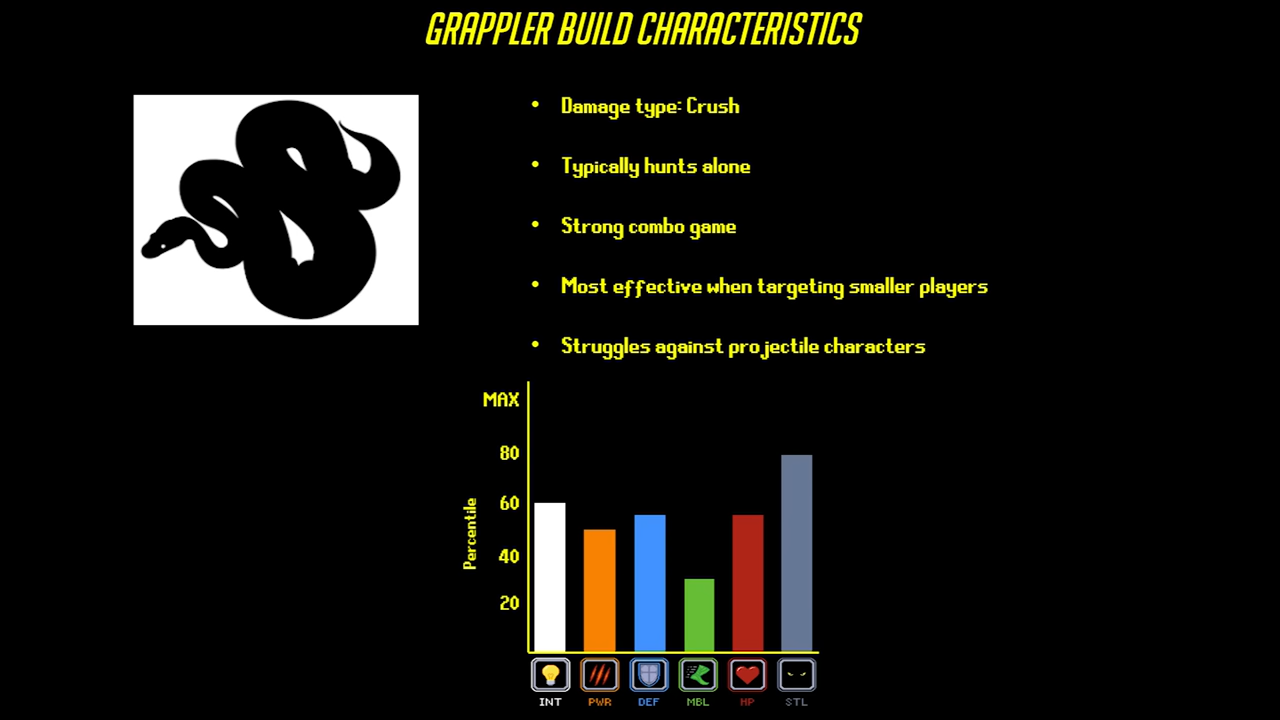 GRAPPLER BUILD CHARACTERISTICS
• Damage type: Crush
• Typically hunts alone
• Strong combo game
• Most effective when targeting smaller players
• Struggles against projectile characters
MAX
80
60
40
20
Percentile
INT PWR DEF MBL HP STL